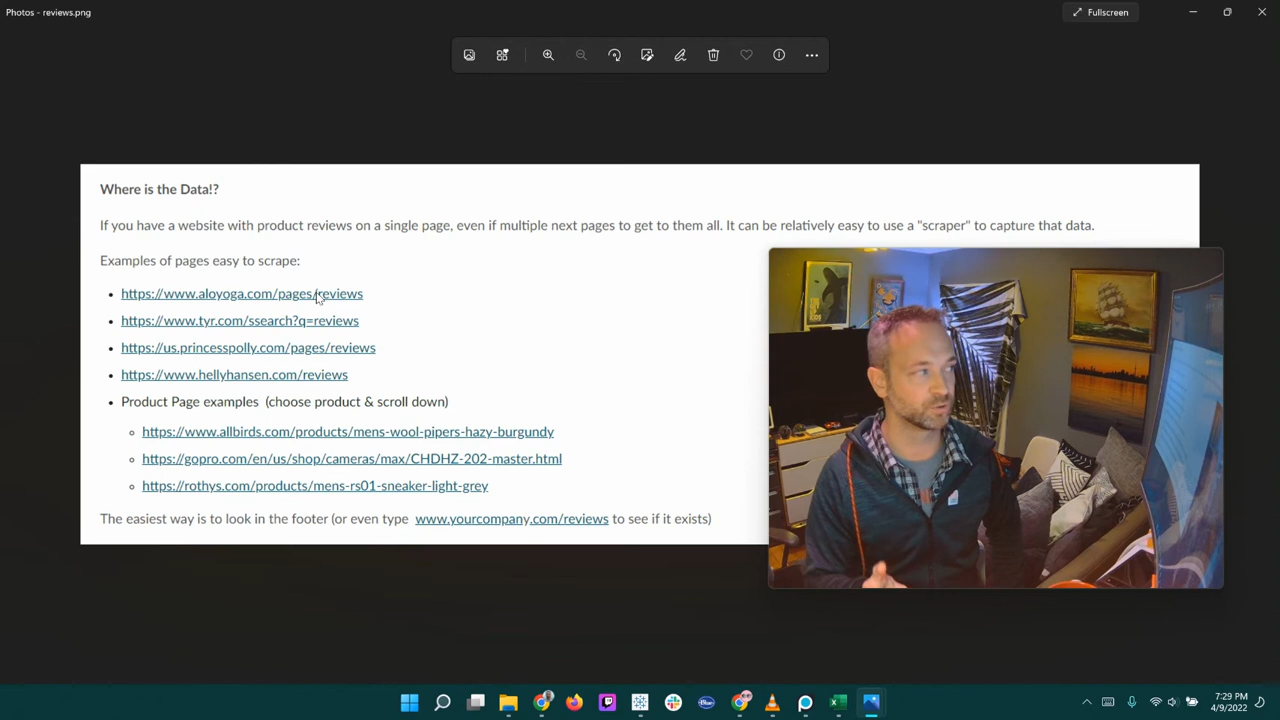 Photos - reviews.png
Fullscreen
Where is the Data!?
If you have a website with product reviews on a single page, even if multiple next pages to get to them all. It can be relatively easy to use a "scraper" to capture that data.
Examples of pages easy to scrape:
https://www.aloyoga.com/pages/reviews
https://www.tyr.com/ssearch?q=reviews
https://us.princesspolly.com/pages/reviews
https://www.hellyhansen.com/reviews
Product Page examples (choose product & scroll down)
https://www.allbirds.com/products/mens-wool-pipers-hazy-burgundy
https://gopro.com/en/us/shop/cameras/max/CHDHZ-202-master.html
https://rothys.com/products/mens-rs01-sneaker-light-grey
The easiest way is to look in the footer (or even type www.yourcompany.com/reviews to see if it exists)
7:29 PM
4/9/2022